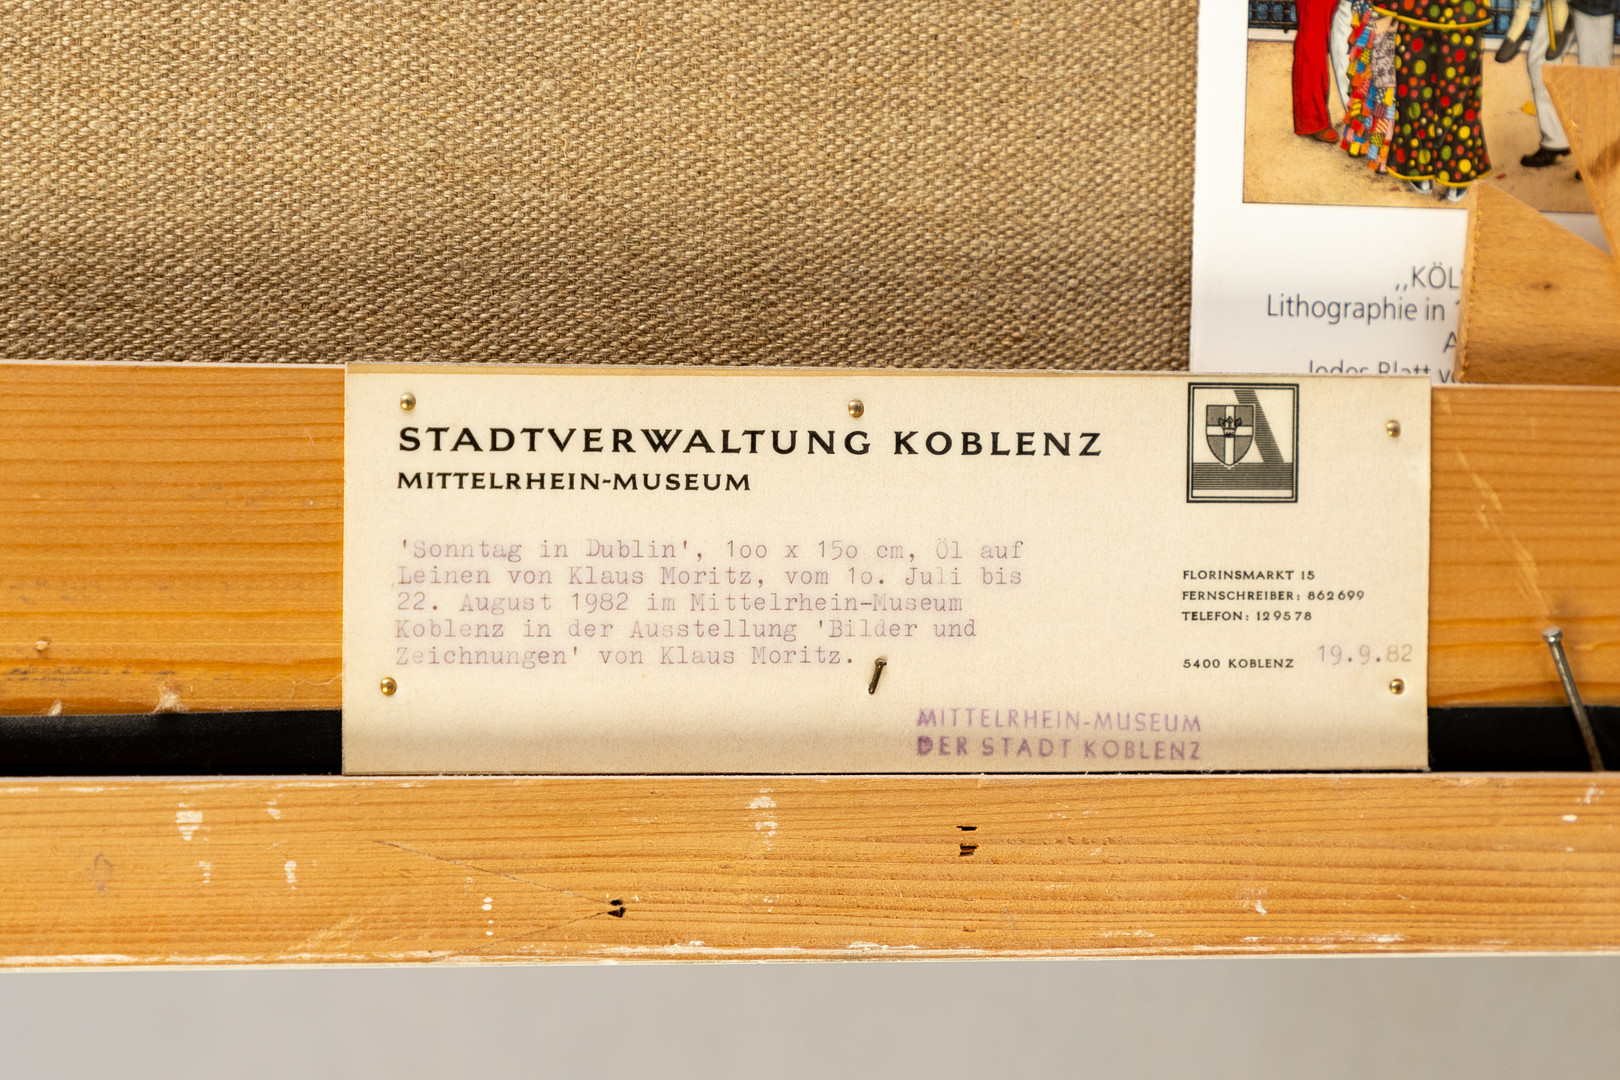 „KÖL
Lithographie in
STADTVERWALTUNG KOBLENZ
MITTELRHEIN-MUSEUM
'Sonntag in Dublin', 1oo x 15o cm, Öl auf
Leinen von Klaus Moritz, vom 1o. Juli bis
22. August 1982 im Mittelrhein-Museum
Koblenz in der Ausstellung 'Bilder und
Zeichnungen' von Klaus Moritz.
FLORINSMARKT 15
FERNSCHREIBER: 862699
TELEFON: 129578
5400 KOBLENZ 19.9.82
MITTELRHEIN-MUSEUM
DER STADT KOBLENZ